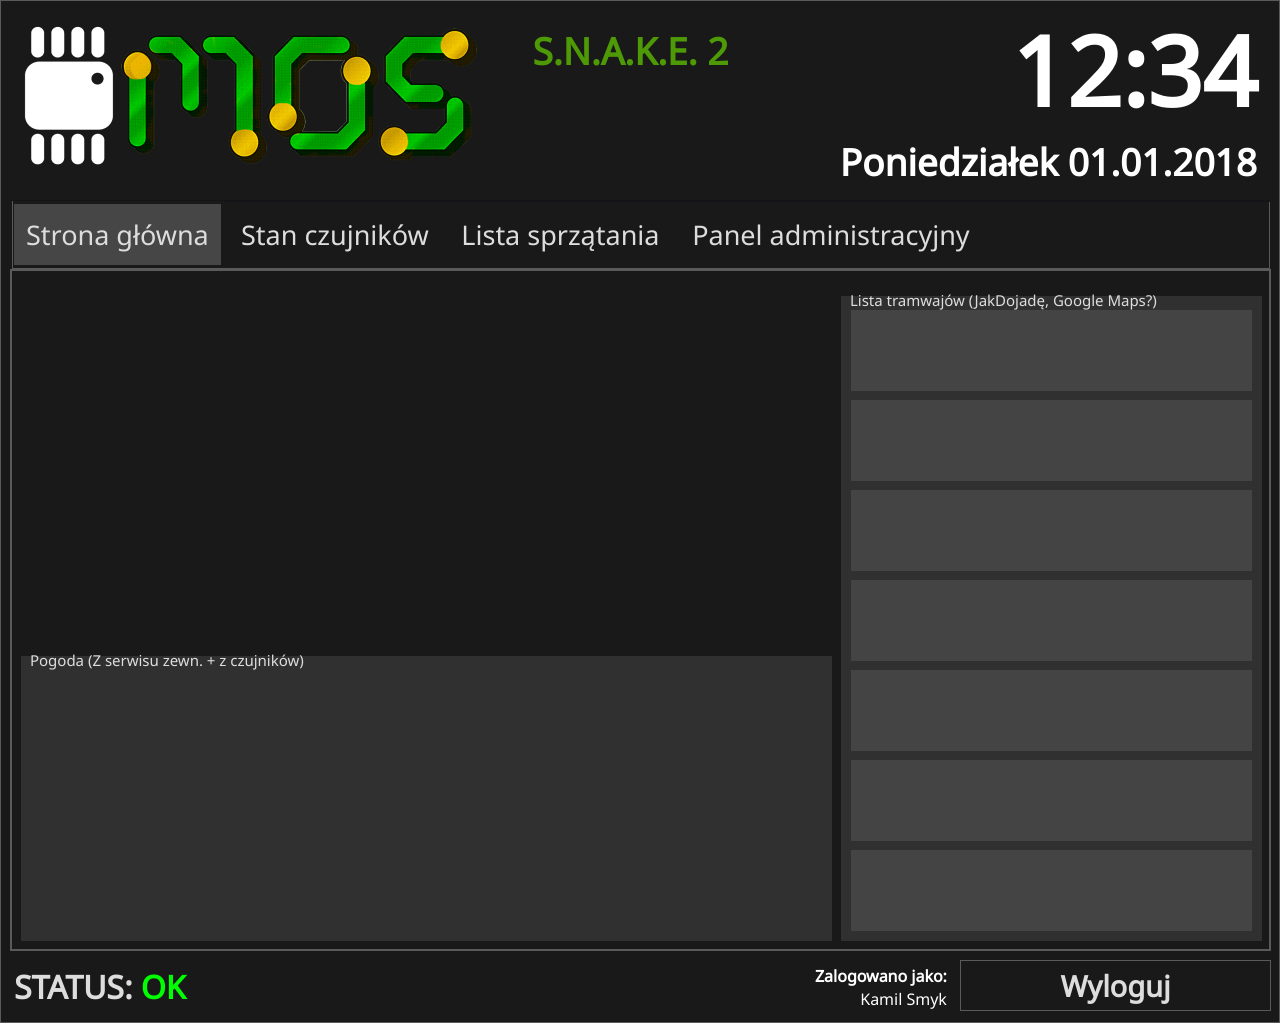 mos
S.N.A.K.E. 2
12:34
Poniedziałek 01.01.2018
Strona główna
Stan czujników
Lista sprzątania
Panel administracyjny
Lista tramwajów (JakDojadę, Google Maps?)
Pogoda (Z serwisu zewn. + z czujników)
STATUS: OK
Zalogowano jako:
Kamil Smyk
Wyloguj